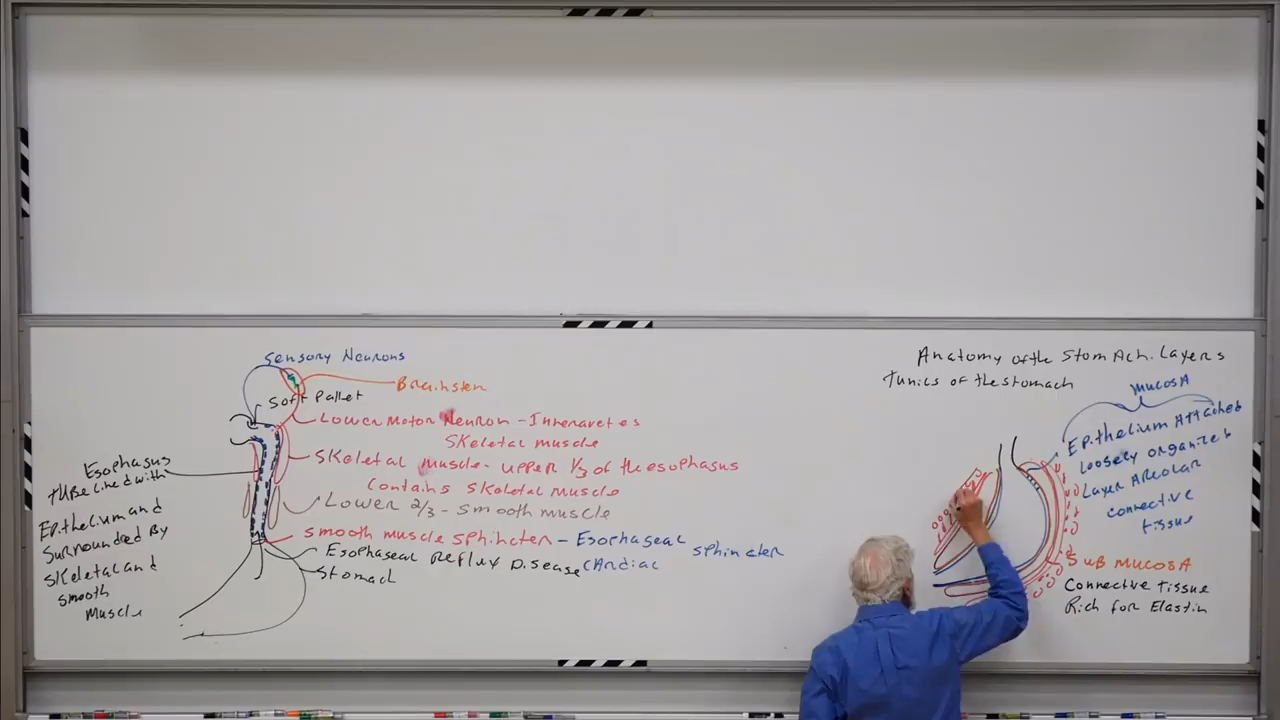 Sensory Neurons
Brainstem
Soft Pallet
Lower Motor Neuron - Innervates
Skeletal muscle
Skeletal muscle - upper 1/3 of the esophagus
contains skeletal muscle
Lower 2/3 - Smooth muscle
smooth muscle sphincter - Esophageal sphincter
Cardiac
Esophageal Reflux Disease
Stomach
Esophagus
tube lined with
Epithelium and
Surrounded By
Skeletal and
smooth
muscle
Anatomy of the Stomach. Layers
Tunics of the stomach
mucosa
Epithelium Attached
loosely organized
Layer Areolar
connective
tissue
Sub mucosA
Connective tissue
Rich for Elastin